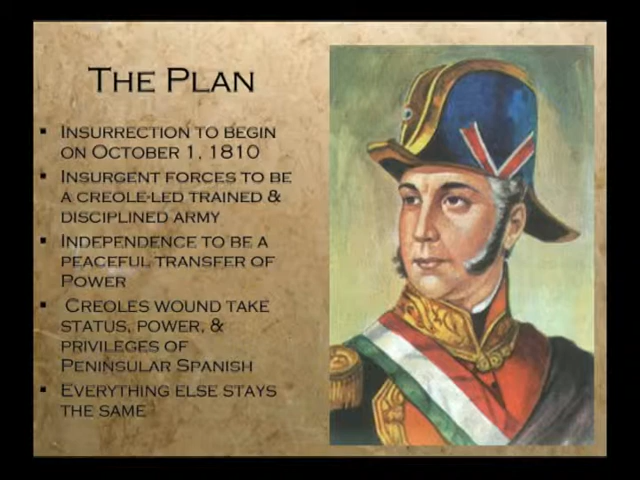 The Plan
▪ Insurrection to begin
on October 1, 1810
▪ Insurgent forces to be
a creole-led trained &
disciplined army
▪ Independence to be a
peaceful transfer of
Power
▪ Creoles wound take
status, power, &
privileges of
Peninsular Spanish
▪ Everything else stays
the same